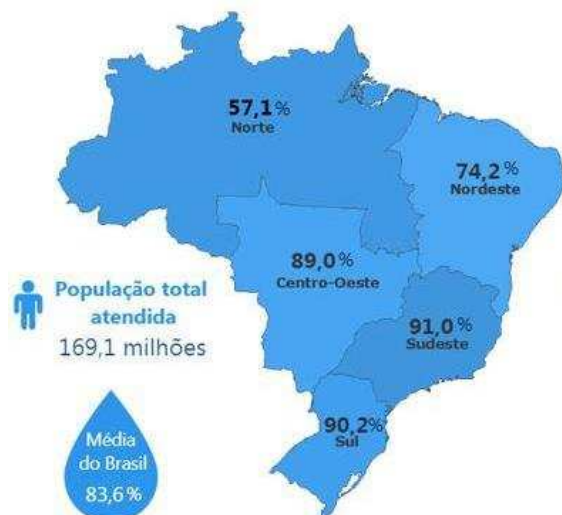 57,1%
Norte
74,2%
Nordeste
89,0%
Centro-Oeste
91,0%
Sudeste
90,2%
Sul
População total
atendida
169,1 milhões
Média
do Brasil
83,6%